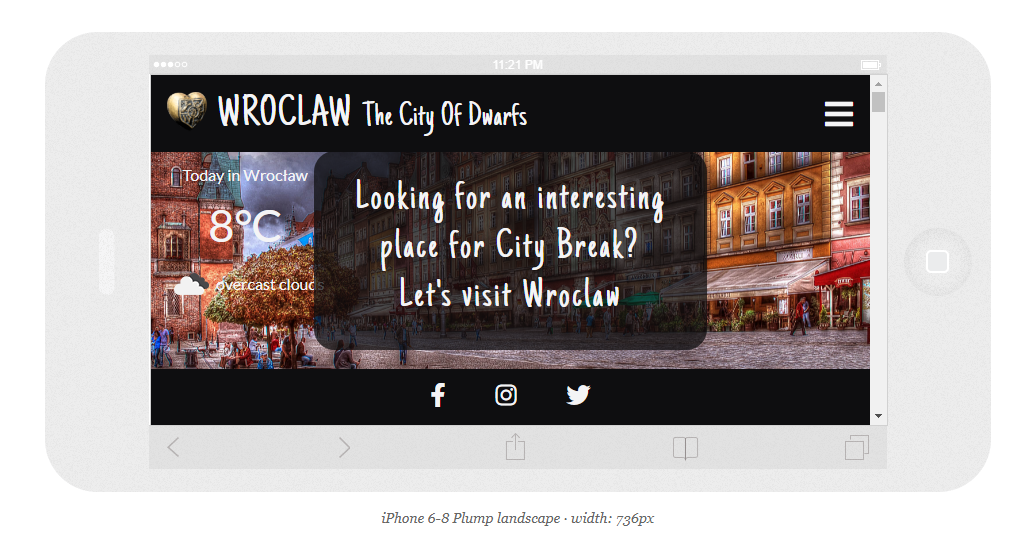 11:21 PM
WROCLAW The City Of Dwarfs
Today in Wrocław
8°C
overcast clouds
Looking for an interesting
place for City Break?
Let's visit Wroclaw
iPhone 6-8 Plump landscape · width: 736px